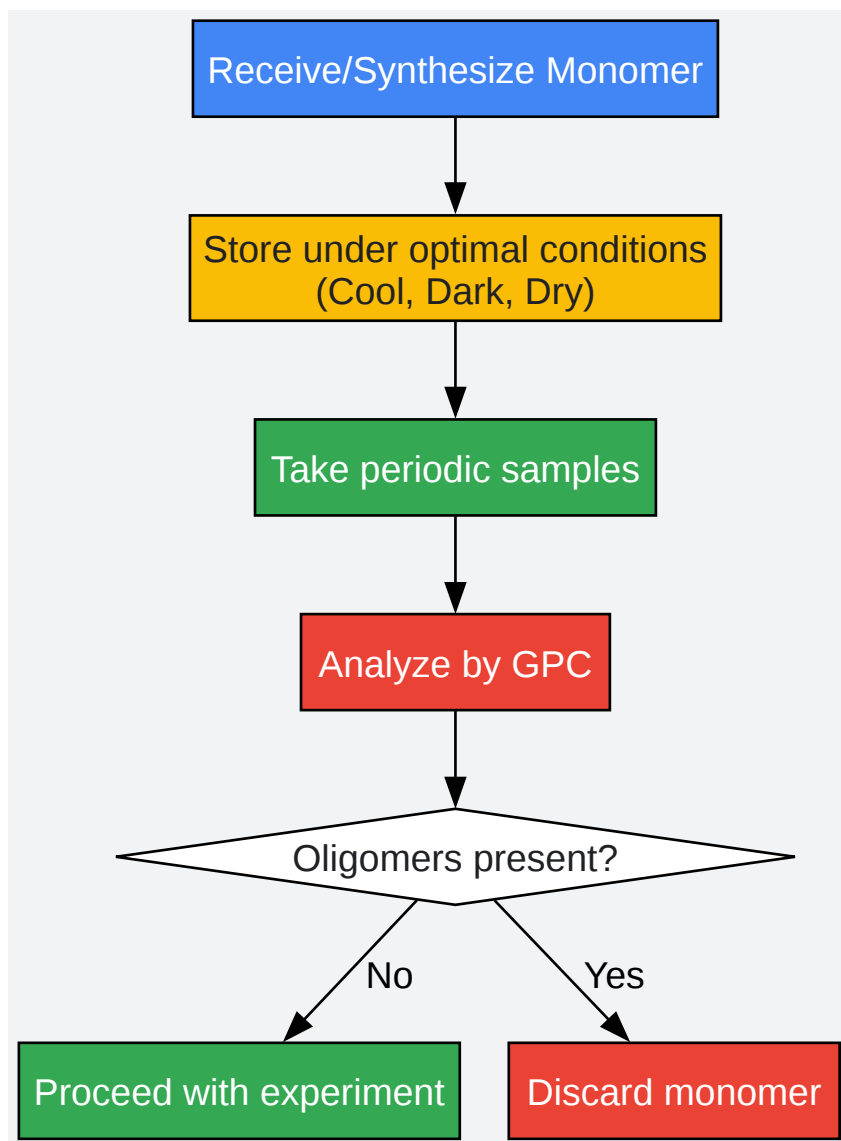 Receive/Synthesize Monomer
Store under optimal conditions
(Cool, Dark, Dry)
Take periodic samples
Analyze by GPC
Oligomers present?
No
Yes
Proceed with experiment
Discard monomer